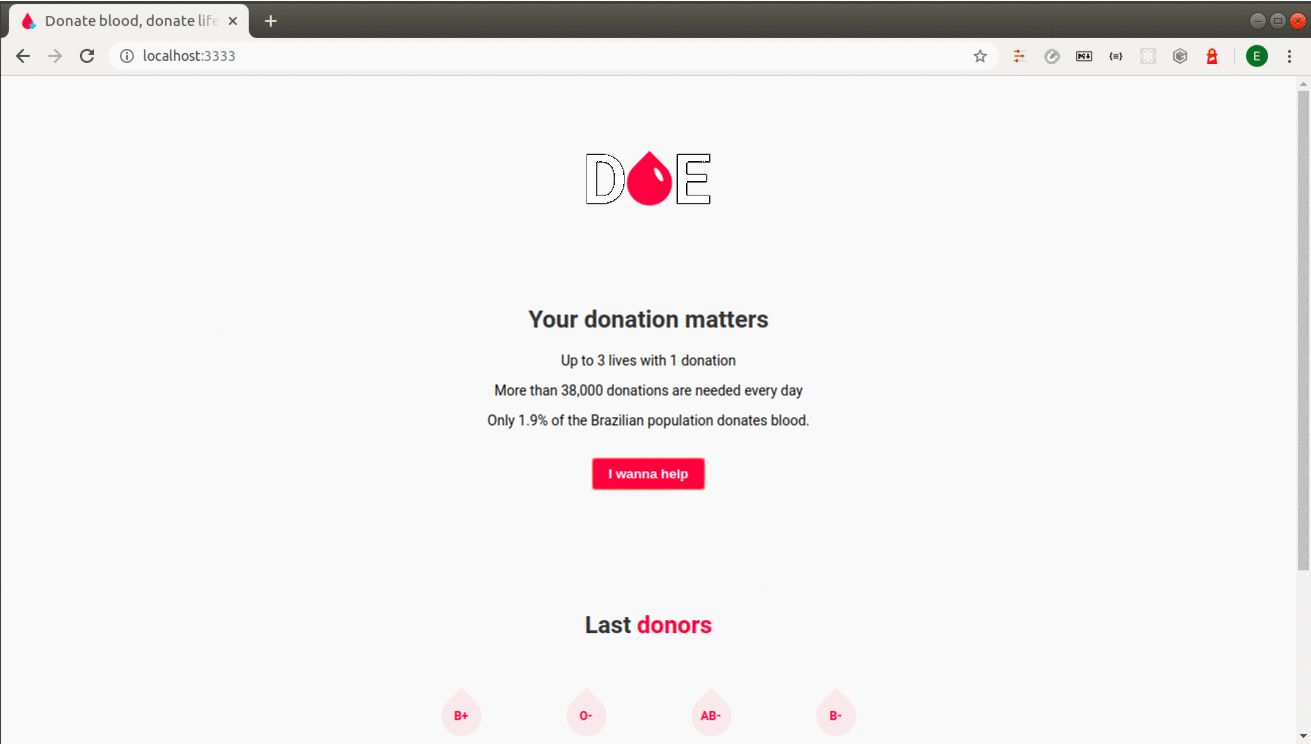 Donate blood, donate life
localhost:3333
E
D E
Your donation matters
Up to 3 lives with 1 donation
More than 38,000 donations are needed every day
Only 1.9% of the Brazilian population donates blood.
I wanna help
Last donors
B+ O- AB- B-